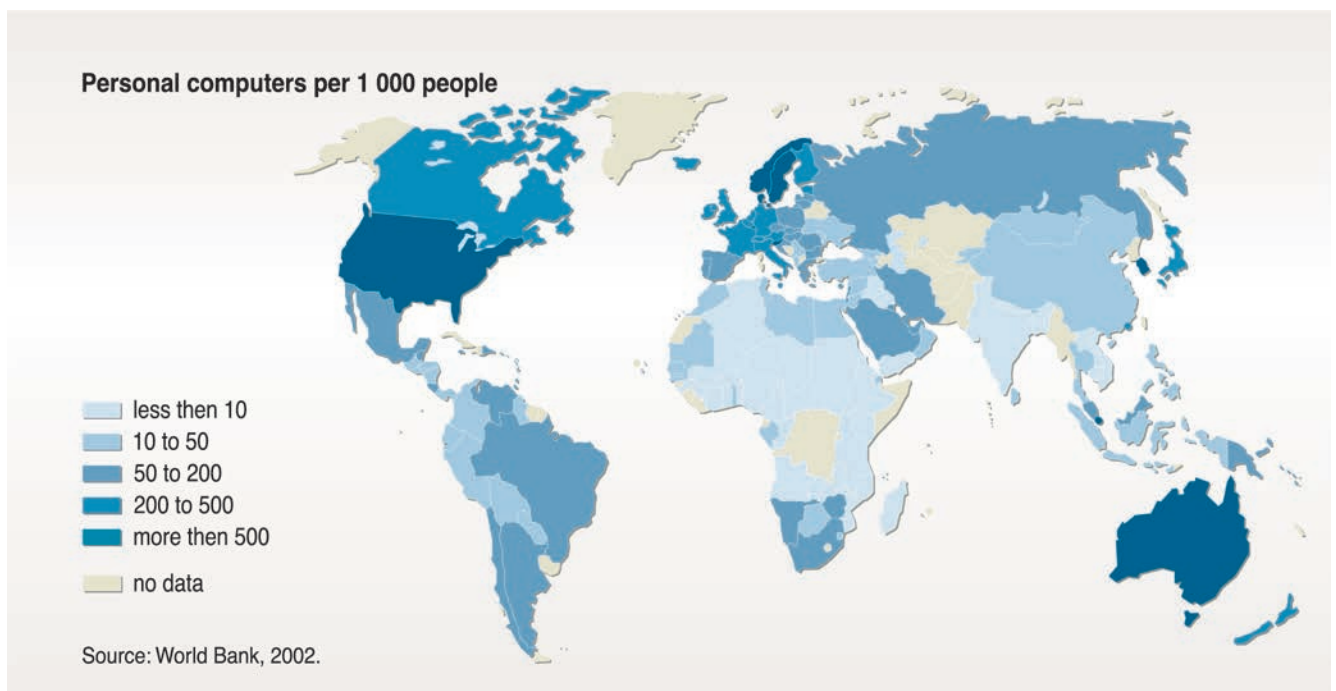 Personal computers per 1 000 people
less then 10
10 to 50
50 to 200
200 to 500
more then 500
no data
Source: World Bank, 2002.